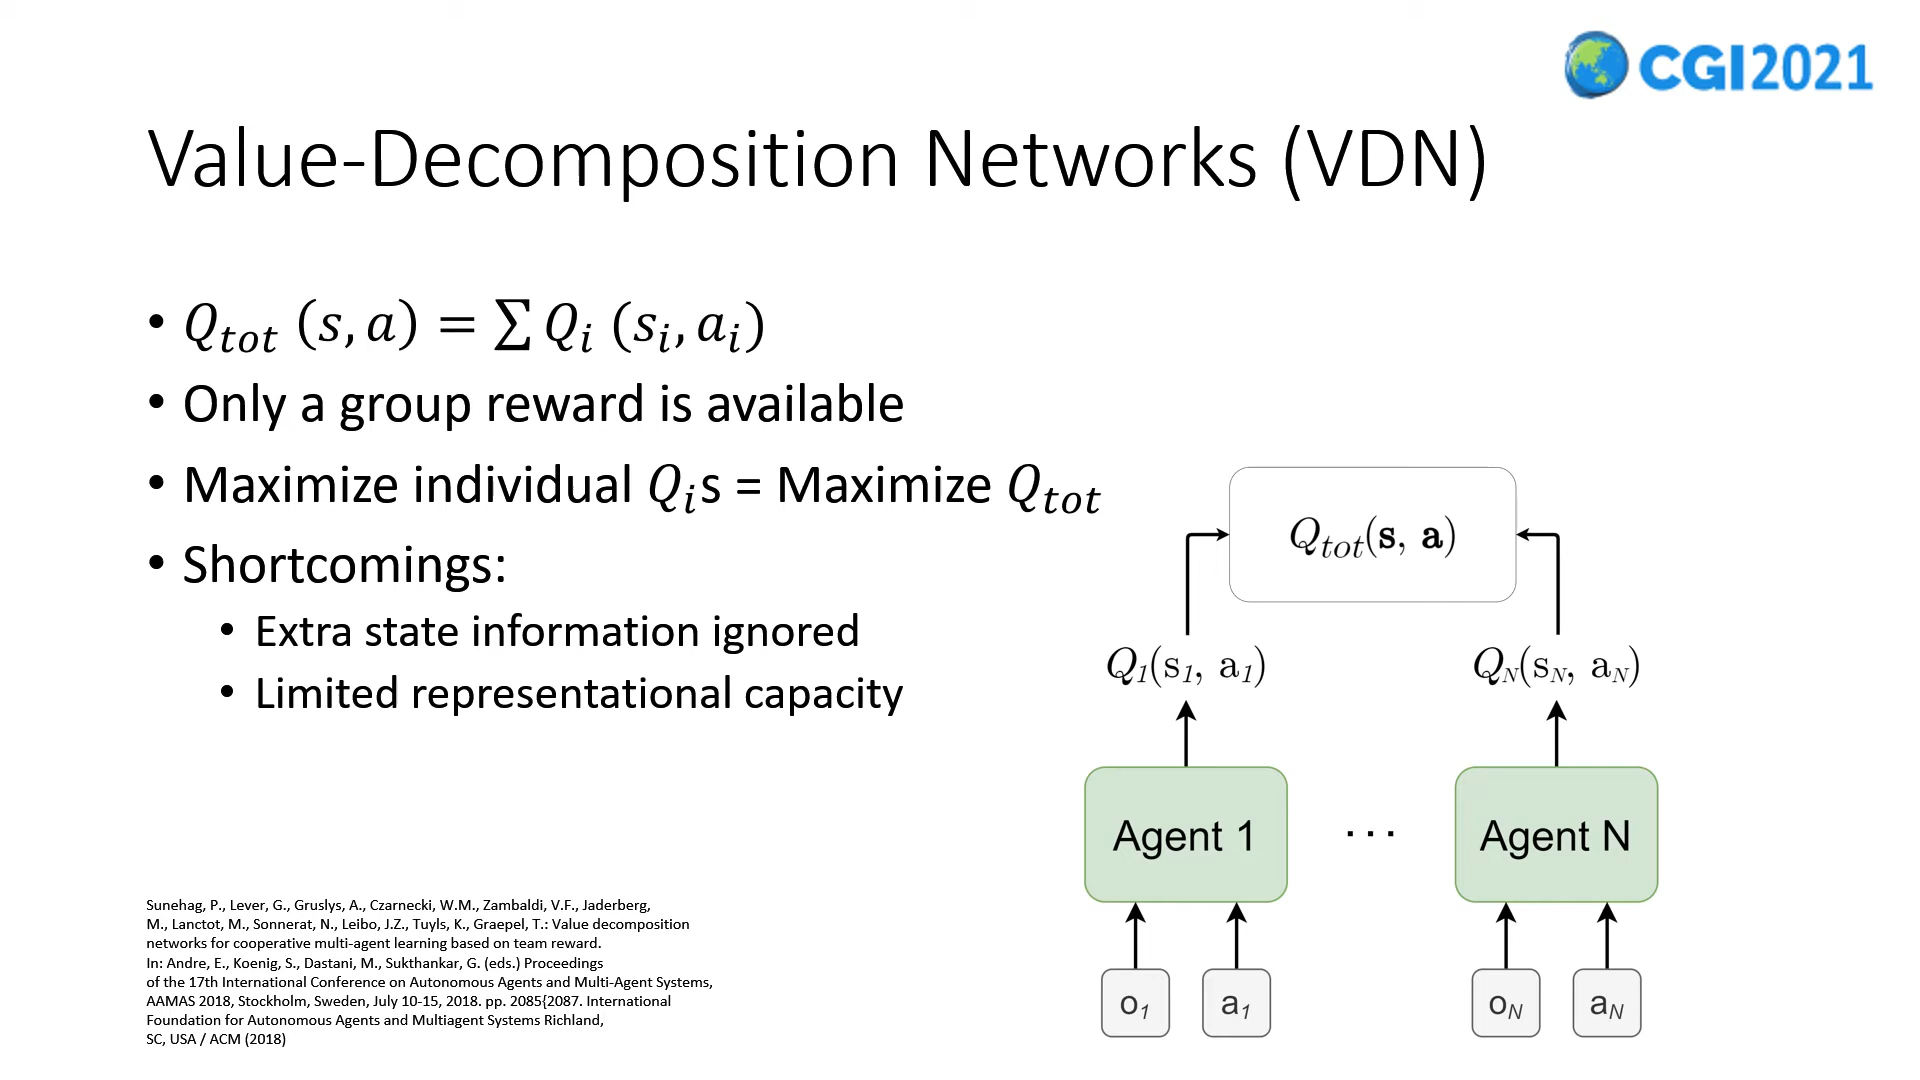 CGI2021
Value-Decomposition Networks (VDN)
• Q_tot (s, a) = ∑ Q_i (s_i, a_i)
• Only a group reward is available
• Maximize individual Q_i s = Maximize Q_tot
• Shortcomings:
• Extra state information ignored
• Limited representational capacity
Q_tot(s, a)
Q_1(s_1, a_1)
Q_N(s_N, a_N)
Agent 1
...
Agent N
o_1
a_1
o_N
a_N
Sunehag, P., Lever, G., Gruslys, A., Czarnecki, W.M., Zambaldi, V.F., Jaderberg,
M., Lanctot, M., Sonnerat, N., Leibo, J.Z., Tuyls, K., Graepel, T.: Value decomposition
networks for cooperative multi-agent learning based on team reward.
In: Andre, E., Koenig, S., Dastani, M., Sukthankar, G. (eds.) Proceedings
of the 17th International Conference on Autonomous Agents and Multi-Agent Systems,
AAMAS 2018, Stockholm, Sweden, July 10-15, 2018. pp. 2085{2087. International
Foundation for Autonomous Agents and Multiagent Systems Richland,
SC, USA / ACM (2018)